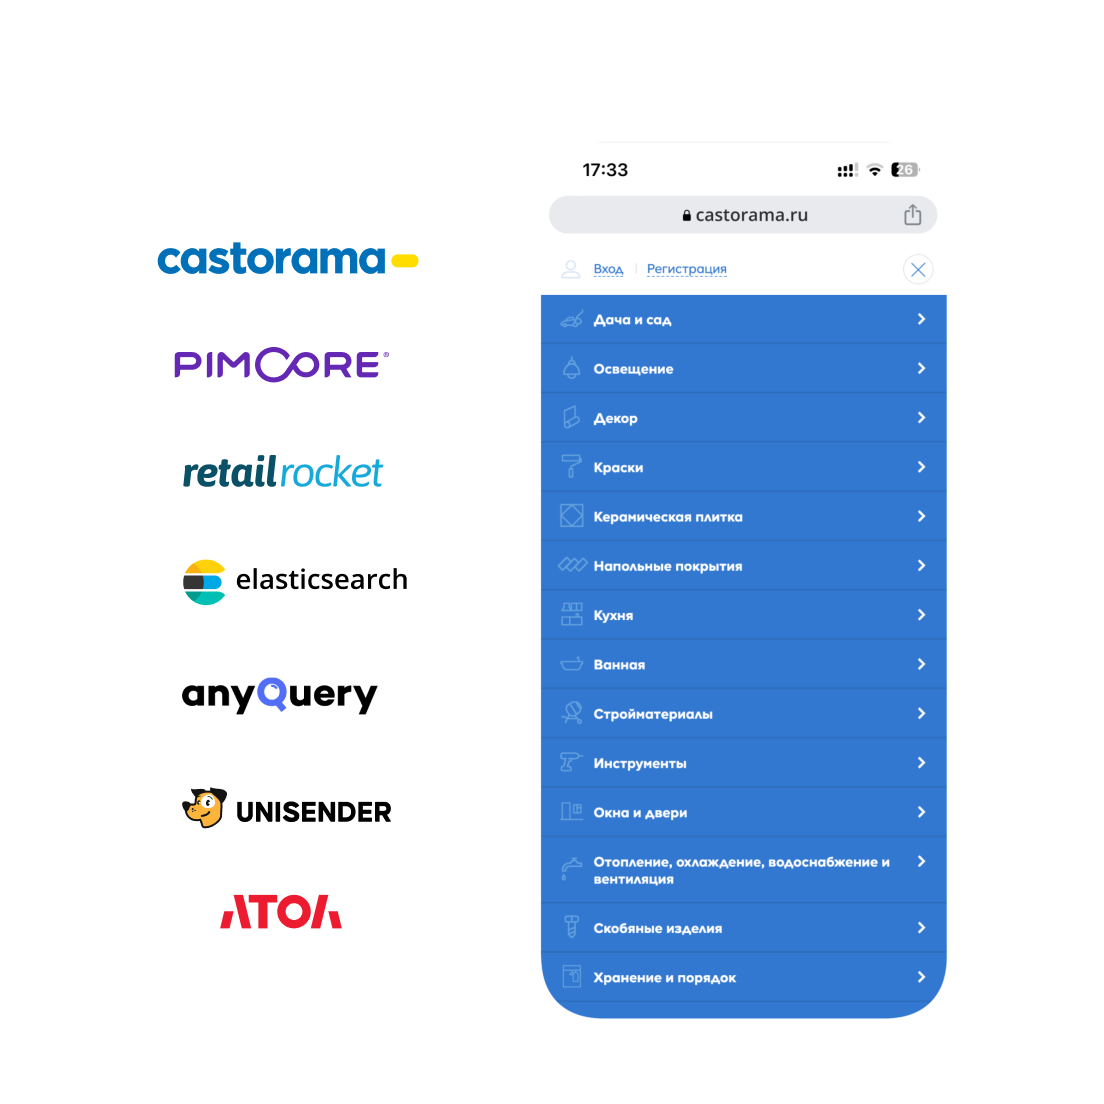 castorama
PIMCORE®
retailrocket
elasticsearch
anyQuery
UNISENDER
АТОЛ
17:33
26
castorama.ru
Вход
Регистрация
Дача и сад
Освещение
Декор
Краски
Керамическая плитка
Напольные покрытия
Кухня
Ванная
Стройматериалы
Инструменты
Окна и двери
Отопление, охлаждение, водоснабжение и
вентиляция
Скобяные изделия
Хранение и порядок